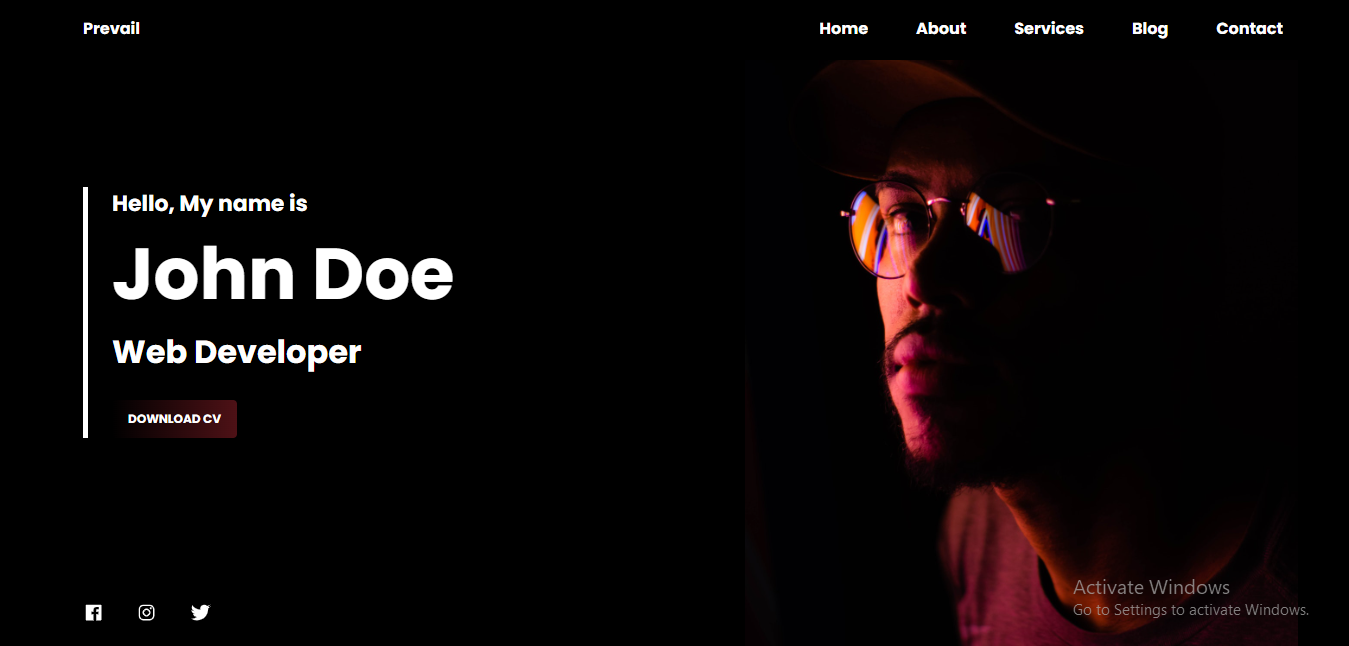 Prevail
Home About Services Blog Contact
Hello, My name is
John Doe
Web Developer
DOWNLOAD CV
Activate Windows
Go to Settings to activate Windows.